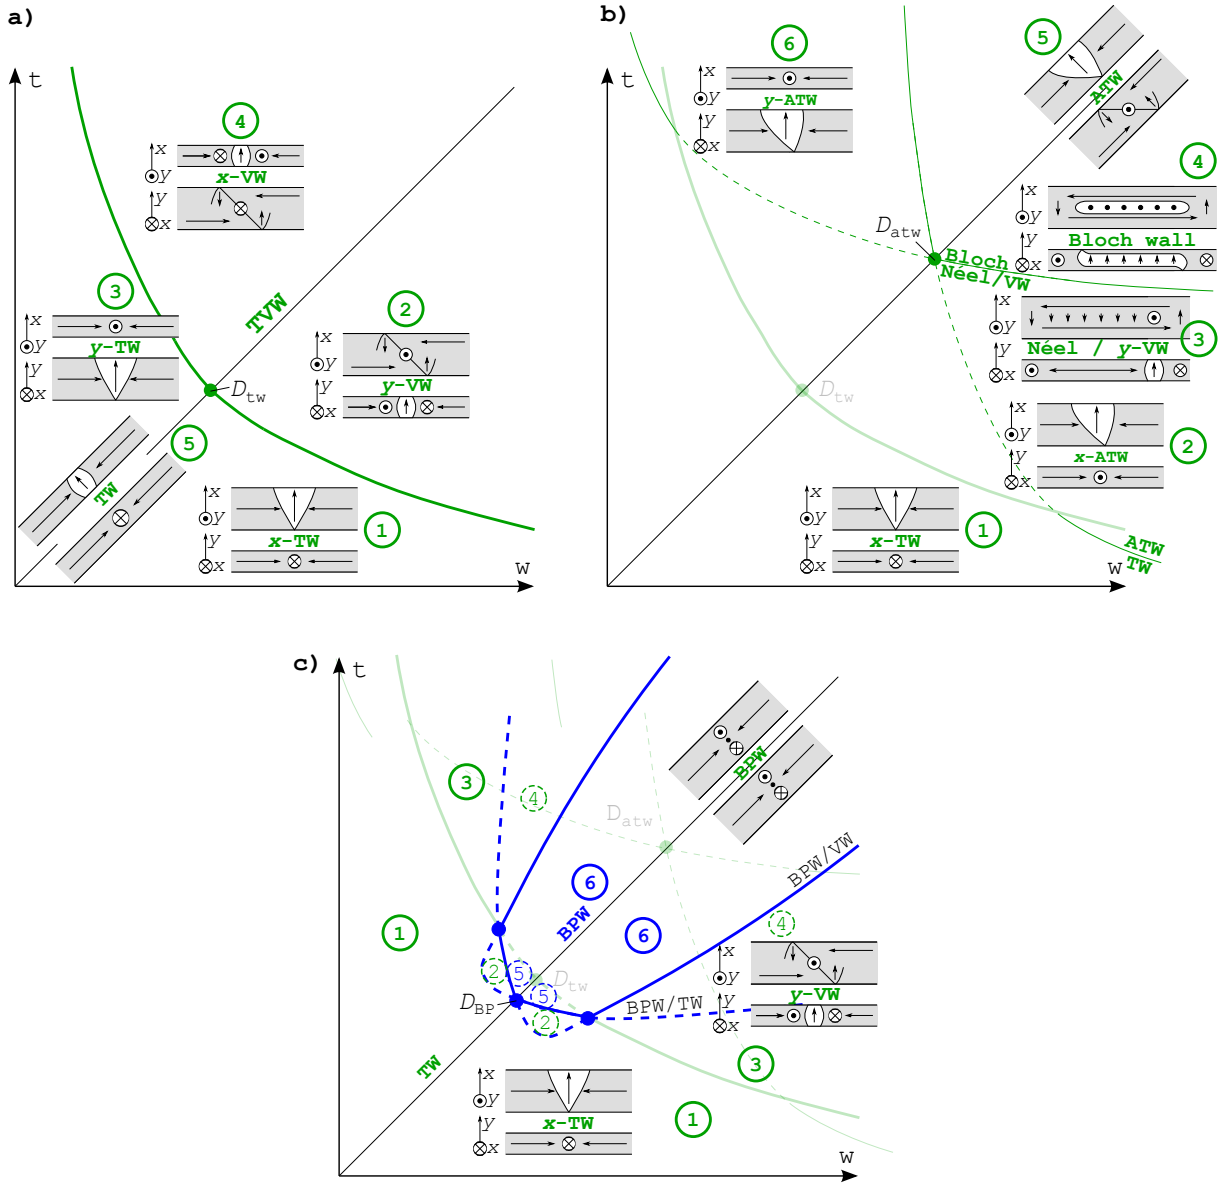 a)
t
4
x
y
x-VW
y
x
3
x
y
y-TW
y
x
TVW
2
x
y
y-VW
y
x
D_tw
5
TW
x
y
x-TW
y
x
1
w
b)
t
6
x
y
y-ATW
y
x
5
ATW
4
x
y
Bloch wall
y
x
D_atw
Bloch
Néel/VW
x
y
3
Néel / y-VW
y
x
D_tw
x
y
x-ATW
y
x
2
x
y
x-TW
y
x
1
ATW
TW
w
c)
t
3
4
BPW
D_atw
BPW/VW
6
BPW
6
1
4
x
y
y-VW
y
x
2
5
D_tw
5
D_BP
2
BPW/TW
TW
3
x
y
x-TW
y
x
1
w